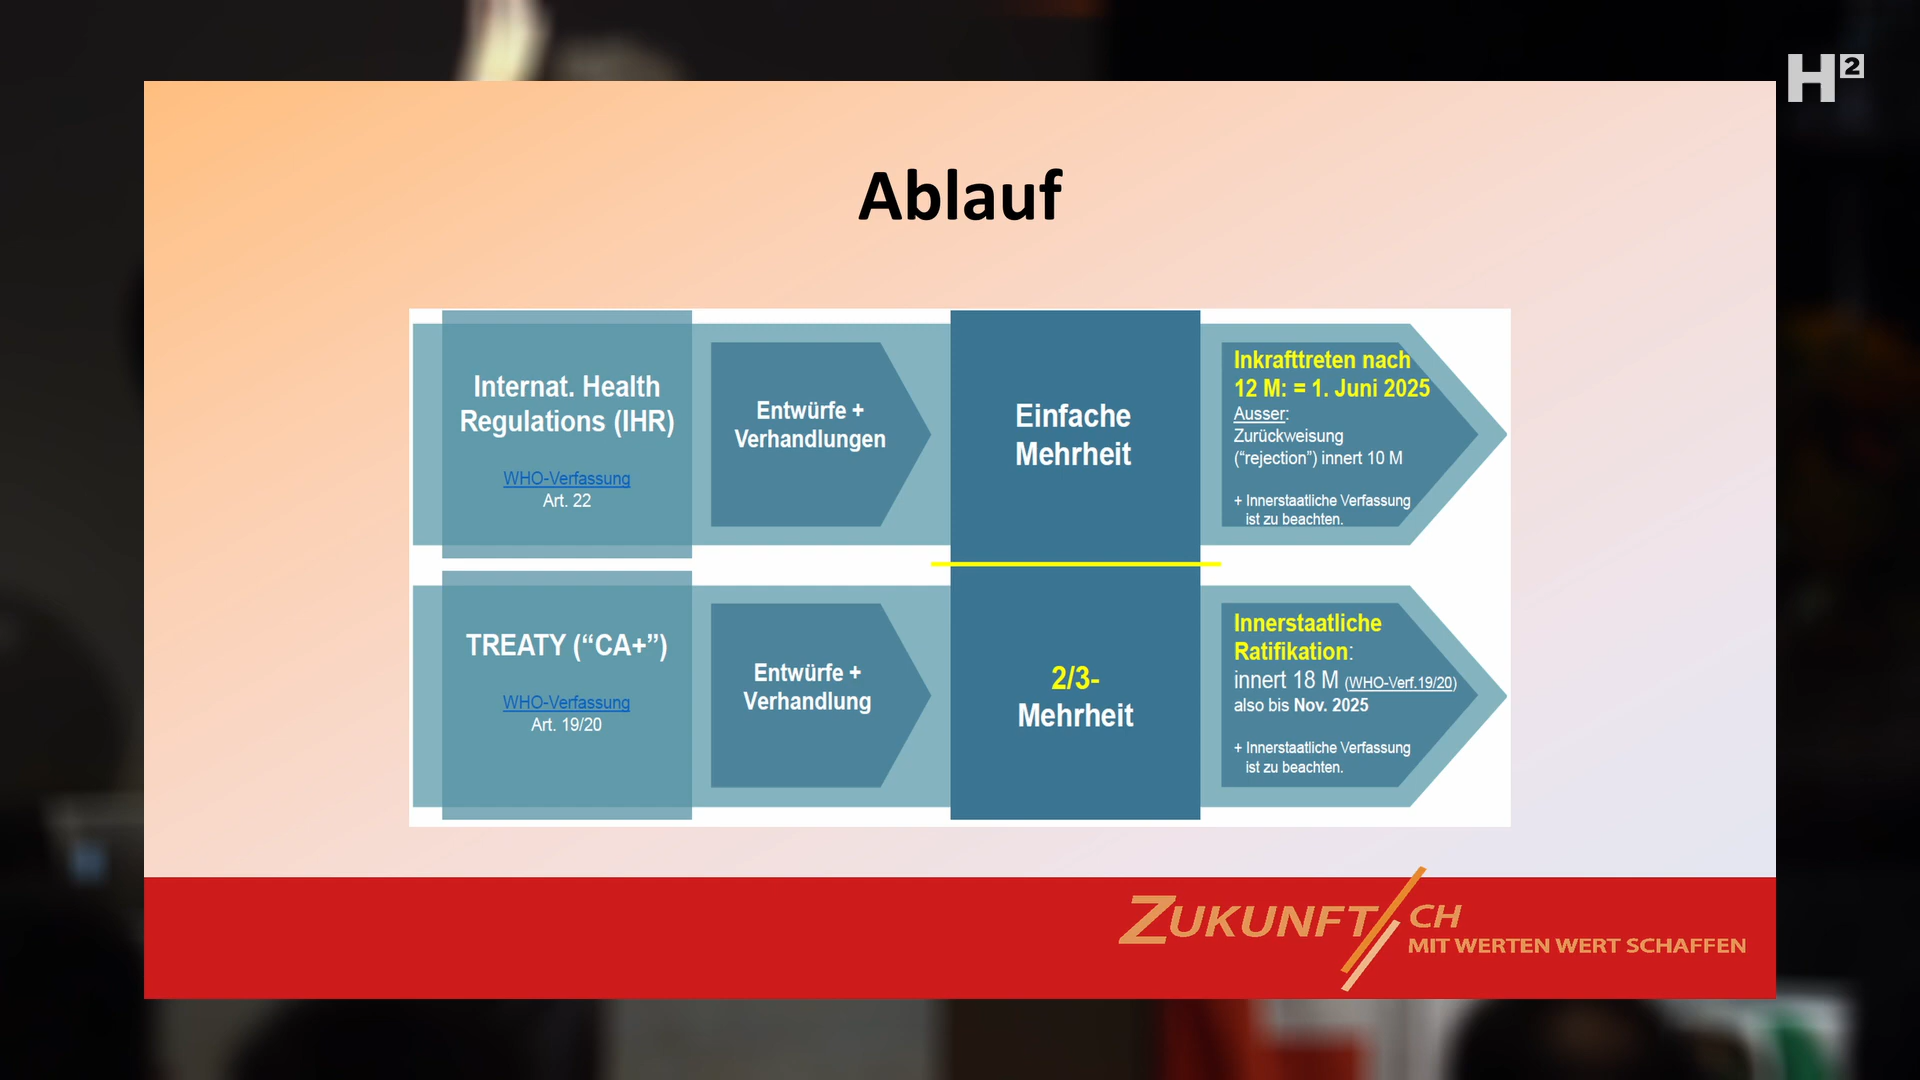 H²
Ablauf
Internat. Health
Regulations (IHR)
WHO-Verfassung
Art. 22
Entwürfe +
Verhandlungen
Einfache
Mehrheit
Inkrafttreten nach
12 M: = 1. Juni 2025
Ausser:
Zurückweisung
(“rejection”) innert 10 M
+ Innerstaatliche Verfassung
ist zu beachten.
TREATY (“CA+”)
WHO-Verfassung
Art. 19/20
Entwürfe +
Verhandlung
2/3-
Mehrheit
Innerstaatliche
Ratifikation:
innert 18 M (WHO-Verf.19/20)
also bis Nov. 2025
+ Innerstaatliche Verfassung
ist zu beachten.
ZUKUNFT CH
MIT WERTEN WERT SCHAFFEN